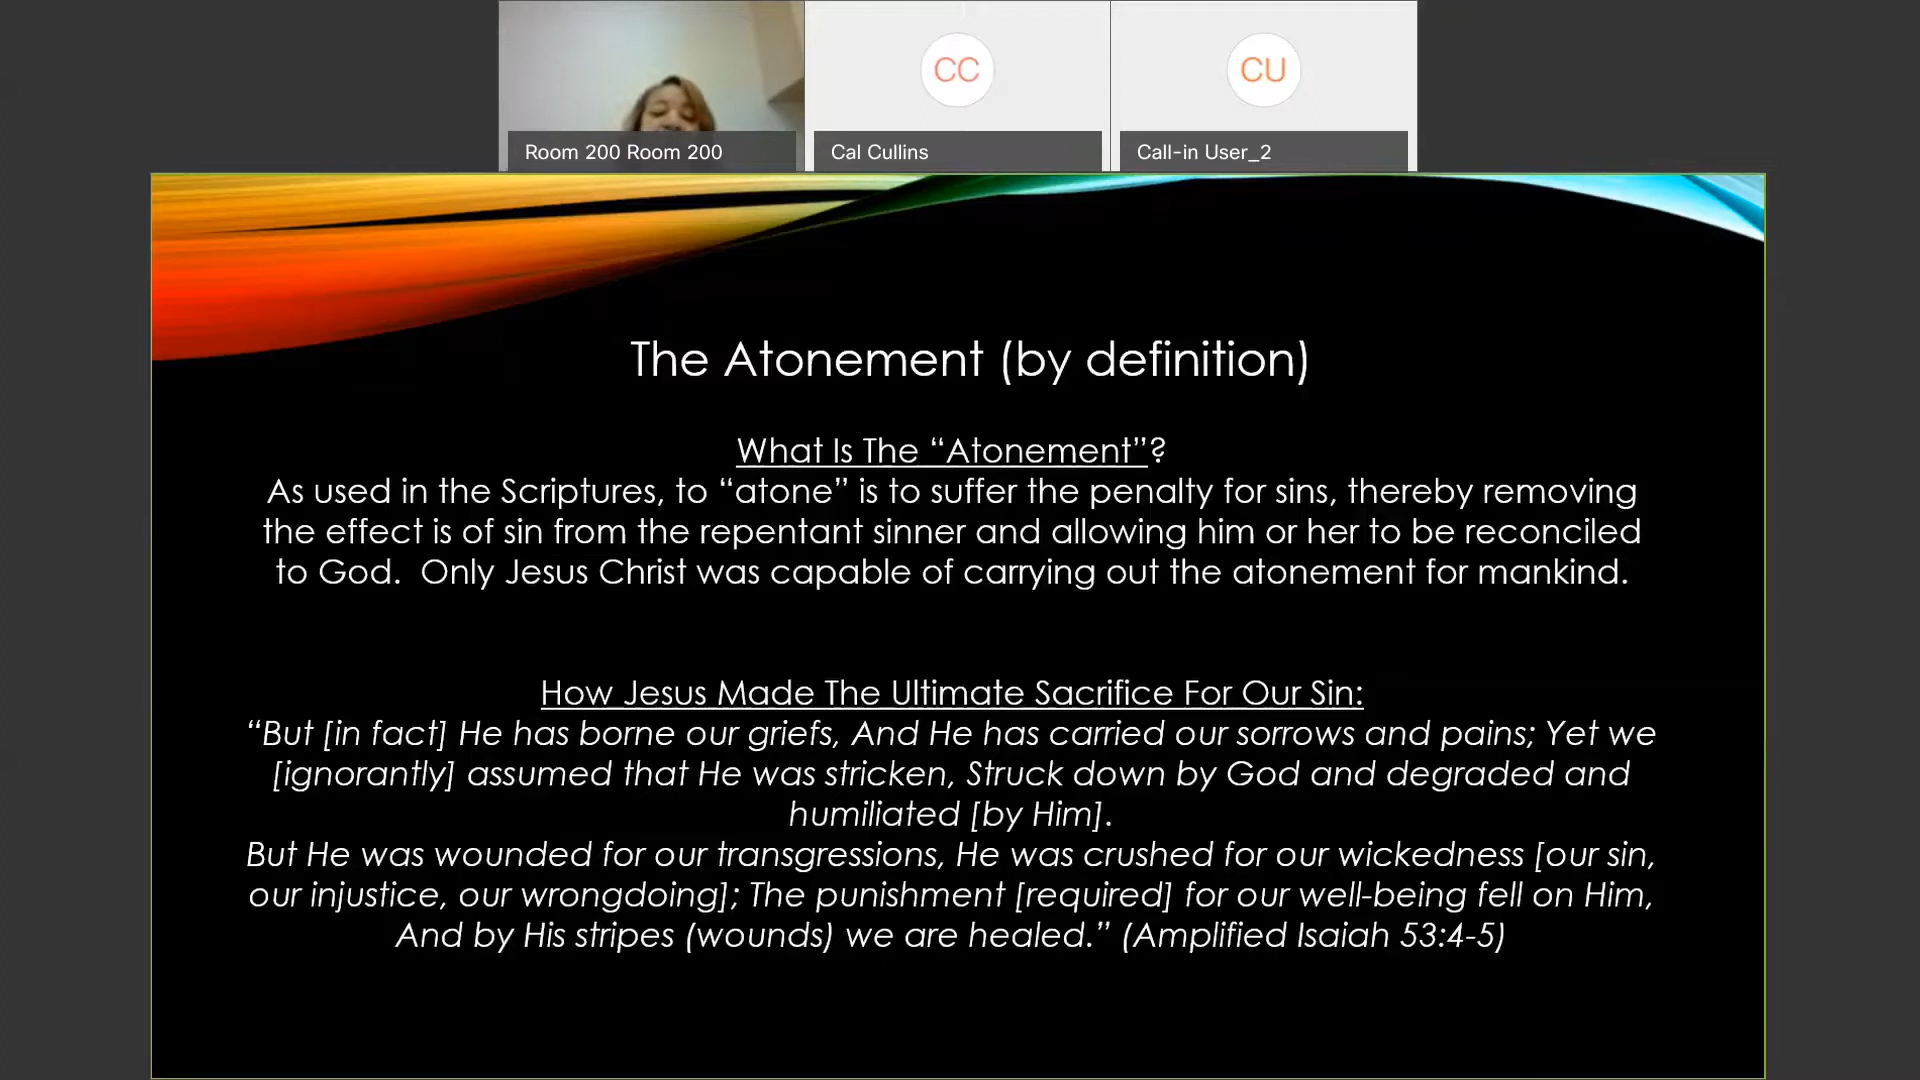 Room 200 Room 200
CC
Cal Cullins
CU
Call-in User_2
The Atonement (by definition)
What Is The “Atonement”?
As used in the Scriptures, to “atone” is to suffer the penalty for sins, thereby removing
the effect is of sin from the repentant sinner and allowing him or her to be reconciled
to God.  Only Jesus Christ was capable of carrying out the atonement for mankind.
How Jesus Made The Ultimate Sacrifice For Our Sin:
“But [in fact] He has borne our griefs, And He has carried our sorrows and pains; Yet we
[ignorantly] assumed that He was stricken, Struck down by God and degraded and
humiliated [by Him].
But He was wounded for our transgressions, He was crushed for our wickedness [our sin,
our injustice, our wrongdoing]; The punishment [required] for our well-being fell on Him,
And by His stripes (wounds) we are healed.” (Amplified Isaiah 53:4-5)